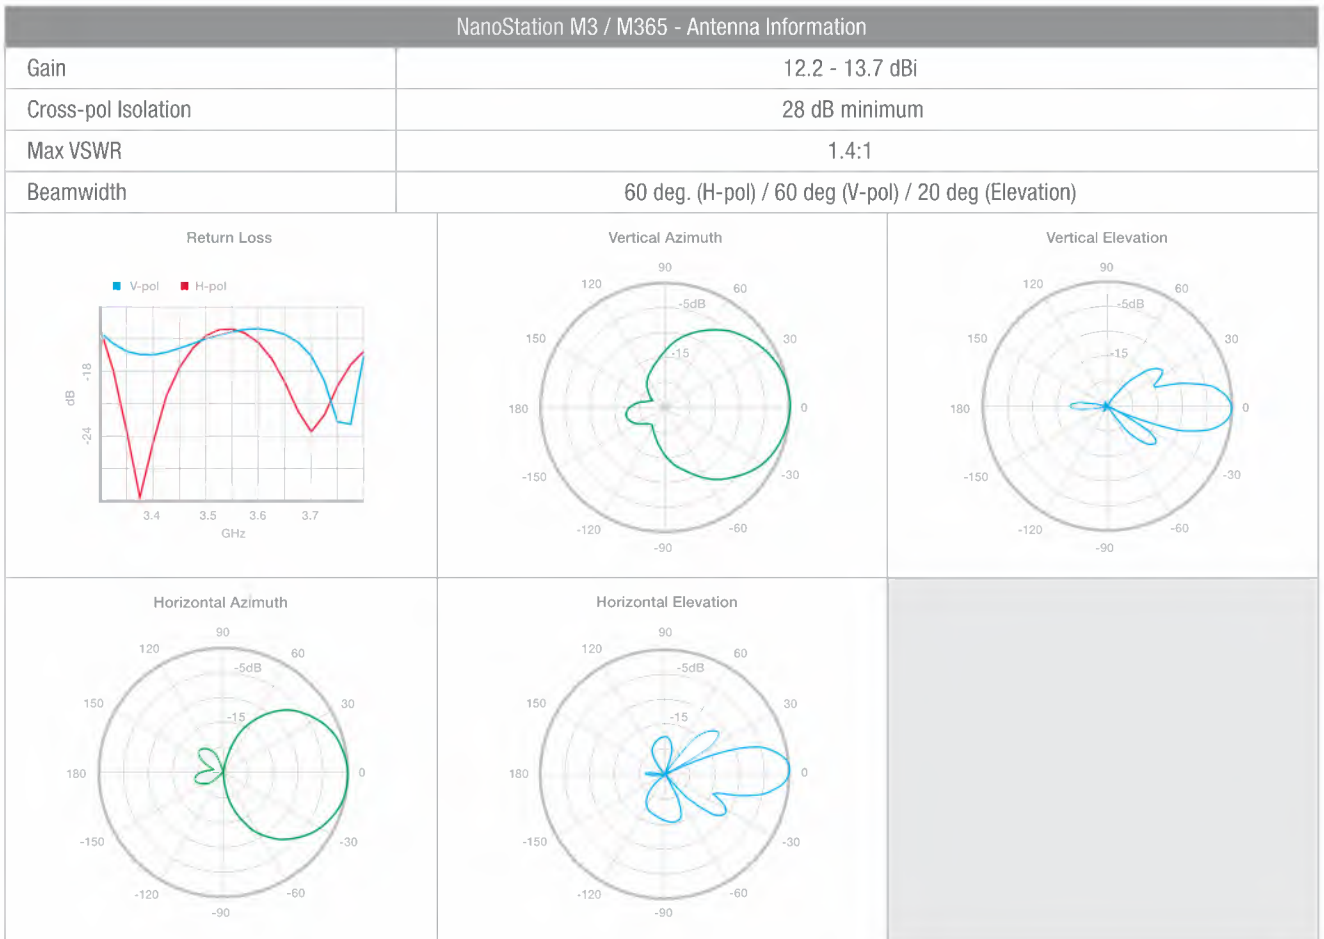 NanoStation M3 / M365 - Antenna Information
Gain 12.2 - 13.7 dBi
Cross-pol Isolation 28 dB minimum
Max VSWR 1.4:1
Beamwidth 60 deg. (H-pol) / 60 deg (V-pol) / 20 deg (Elevation)
Return Loss
V-pol H-pol
dB
-18
-24
3.4 3.5 3.6 3.7
GHz
Vertical Azimuth
90
120 60
-5dB
150 30
-15
180 0
-150 -30
-120 -60
-90
Vertical Elevation
90
120 60
-5dB
150 30
-15
180 0
-150 -30
-120 -60
-90
Horizontal Azimuth
90
120 60
-5dB
150 30
-15
180 0
-150 -30
-120 -60
-90
Horizontal Elevation
90
120 60
-5dB
150 30
-15
180 0
-150 -30
-120 -60
-90